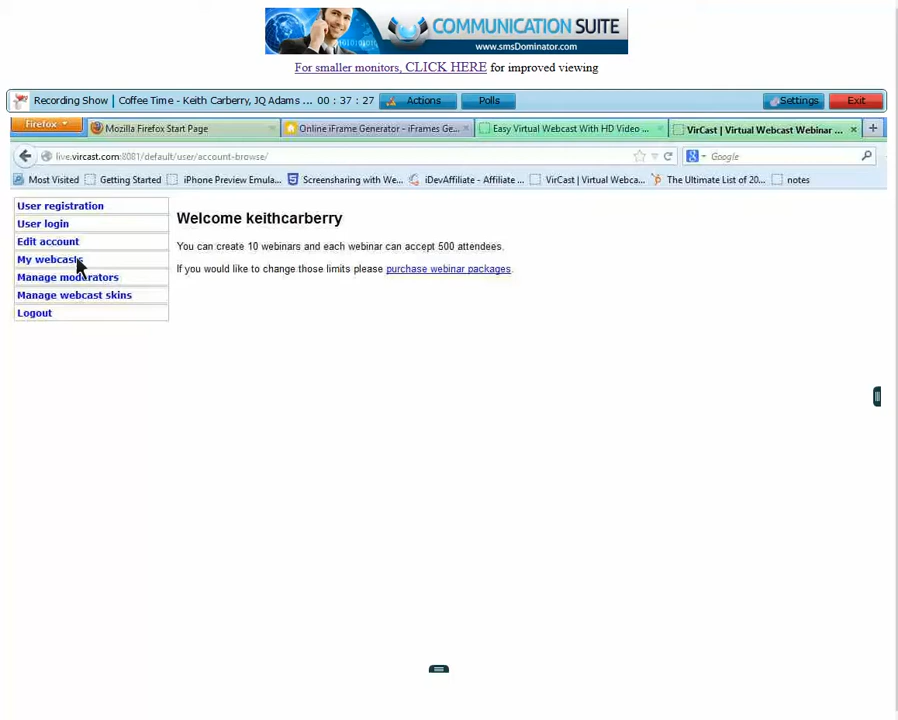 COMMUNICATION SUITE
www.smsDominator.com
For smaller monitors, CLICK HERE for improved viewing
Recording Show | Coffee Time - Keith Carberry, JQ Adams ... 00 : 37 : 27 Actions Polls Settings Exit
Firefox Mozilla Firefox Start Page Online iFrame Generator - iFrames Ge... Easy Virtual Webcast With HD Video ... VirCast | Virtual Webcast Webinar ...
live.vircast.com:8081/default/user/account-browse/ Google
Most Visited Getting Started iPhone Preview Emula... Screensharing with We... iDevAffiliate - Affiliate ... VirCast | Virtual Webca... The Ultimate List of 20... notes
User registration
User login
Edit account
My webcasts
Manage moderators
Manage webcast skins
Logout
Welcome keithcarberry
You can create 10 webinars and each webinar can accept 500 attendees.
If you would like to change those limits please purchase webinar packages.